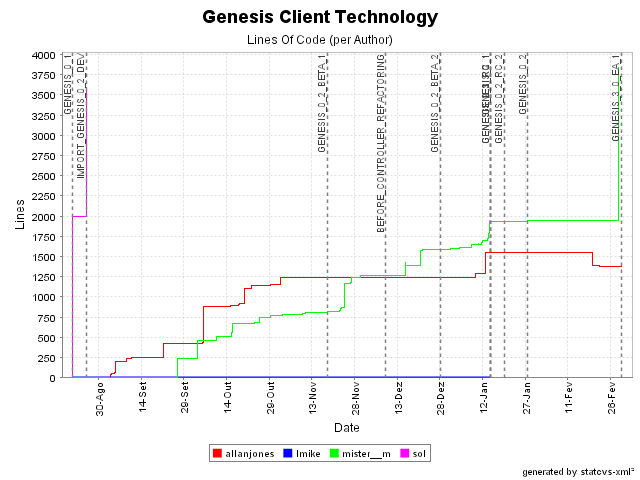 Genesis Client Technology
Lines Of Code (per Author)
Lines
4000
3750
3500
3250
3000
2750
2500
2250
2000
1750
1500
1250
1000
750
500
250
0
GENESIS_0_1
IMPORT_GENESIS_0_2_DEV
GENESIS_0_2_BETA_1
BEFORE_CONTROLLER_REFACTORING
GENESIS_0_2_BETA_2
GENESIS_0_2_RC_2
GENESIS_0_2
GENESIS_3_0_EA_1
30-Ago
14-Set
29-Set
14-Out
29-Out
13-Nov
28-Nov
13-Dez
28-Dez
12-Jan
27-Jan
11-Fev
26-Fev
Date
allanjones
lmike
mister__m
sol
generated by statcvs-xml²